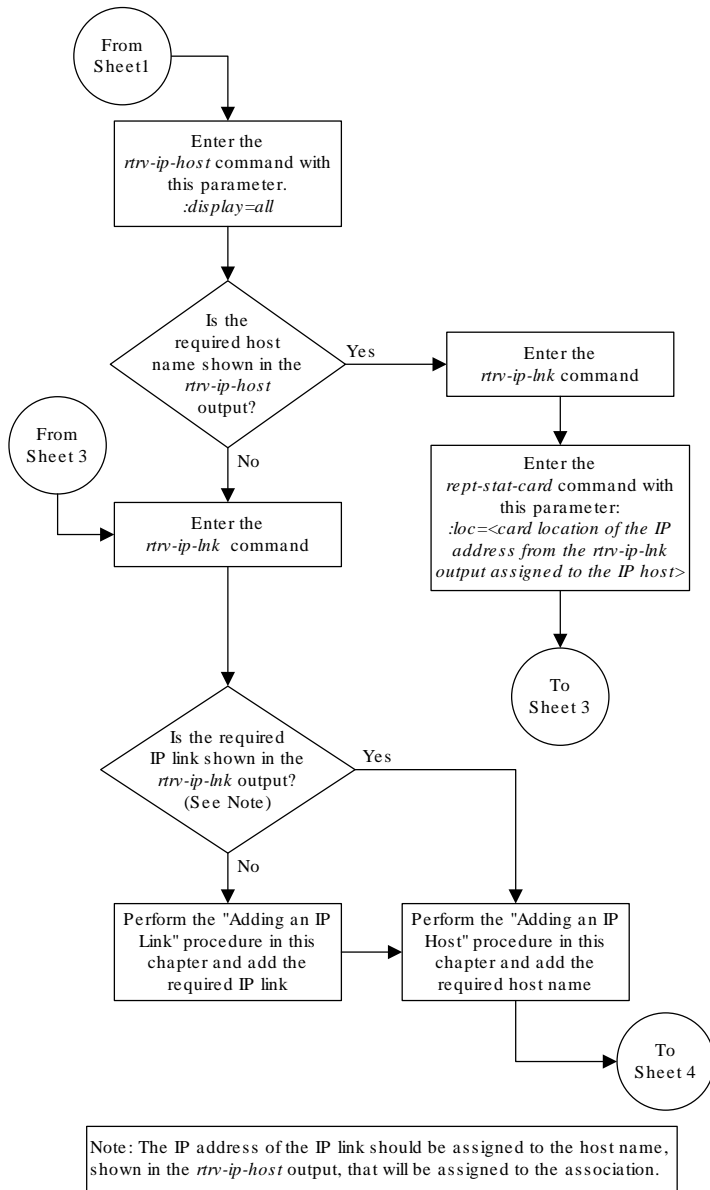 From
Sheet1
Enter the
rtrv-ip-host command with
this parameter.
:display=all
Is the
required host
name shown in the
rtrv-ip-host
output?
Yes
No
Enter the
rtrv-ip-lnk command
Enter the
rept-stat-card command with
this parameter:
:loc=<card location of the IP
address from the rtrv-ip-lnk
output assigned to the IP host>
To
Sheet 3
From
Sheet 3
Enter the
rtrv-ip-lnk command
Is the required
IP link shown in the
rtrv-ip-lnk output?
(See Note)
Yes
No
Perform the "Adding an IP
Link" procedure in this
chapter and add the
required IP link
Perform the "Adding an IP
Host" procedure in this
chapter and add the
required host name
To
Sheet 4
Note: The IP address of the IP link should be assigned to the host name,
shown in the rtrv-ip-host output, that will be assigned to the association.